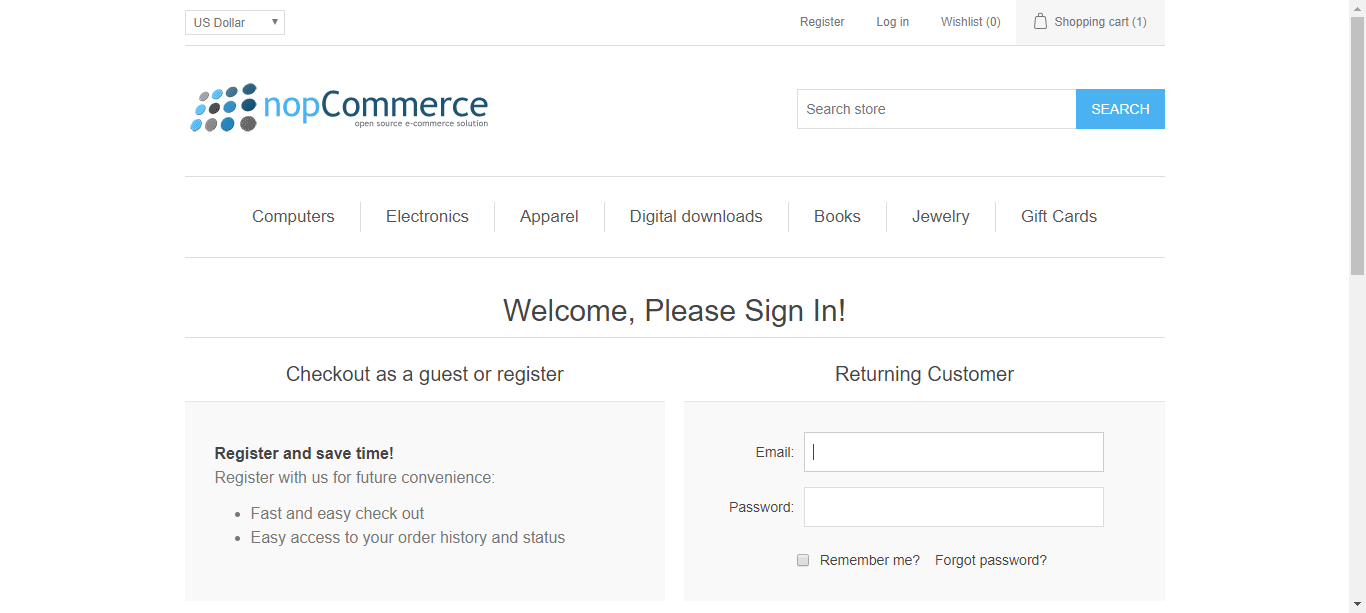 US Dollar
Register
Log in
Wishlist (0)
Shopping cart (1)
nopCommerce
open source e-commerce solution
Search store
SEARCH
Computers
Electronics
Apparel
Digital downloads
Books
Jewelry
Gift Cards
Welcome, Please Sign In!
Checkout as a guest or register
Register and save time!
Register with us for future convenience:
Fast and easy check out
Easy access to your order history and status
Returning Customer
Email:
Password:
Remember me?
Forgot password?